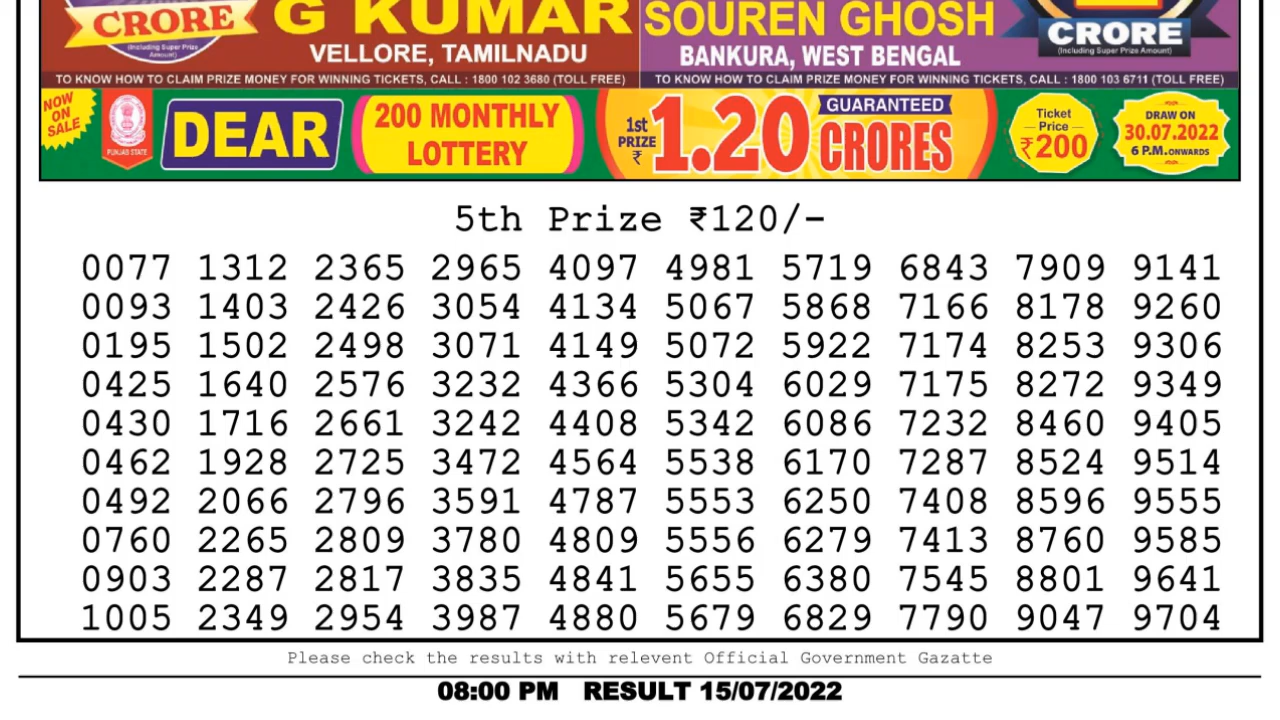 CRORE
(Including Super Prize
Amount)
G KUMAR
VELLORE, TAMILNADU
SOUREN GHOSH
BANKURA, WEST BENGAL
CRORE
(Including Super Prize Amount)
TO KNOW HOW TO CLAIM PRIZE MONEY FOR WINNING TICKETS, CALL : 1800 102 3680 (TOLL FREE)
TO KNOW HOW TO CLAIM PRIZE MONEY FOR WINNING TICKETS, CALL : 1800 103 6711 (TOLL FREE)
NOW
ON
SALE
PUNJAB STATE
DEAR
200 MONTHLY
LOTTERY
1st
PRIZE
₹
1.20
GUARANTEED
CRORES
Ticket
Price
₹200
DRAW ON
30.07.2022
6 P.M. ONWARDS
5th Prize ₹120/-
0077 1312 2365 2965 4097 4981 5719 6843 7909 9141
0093 1403 2426 3054 4134 5067 5868 7166 8178 9260
0195 1502 2498 3071 4149 5072 5922 7174 8253 9306
0425 1640 2576 3232 4366 5304 6029 7175 8272 9349
0430 1716 2661 3242 4408 5342 6086 7232 8460 9405
0462 1928 2725 3472 4564 5538 6170 7287 8524 9514
0492 2066 2796 3591 4787 5553 6250 7408 8596 9555
0760 2265 2809 3780 4809 5556 6279 7413 8760 9585
0903 2287 2817 3835 4841 5655 6380 7545 8801 9641
1005 2349 2954 3987 4880 5679 6829 7790 9047 9704
Please check the results with relevent Official Government Gazatte
08:00 PM RESULT 15/07/2022